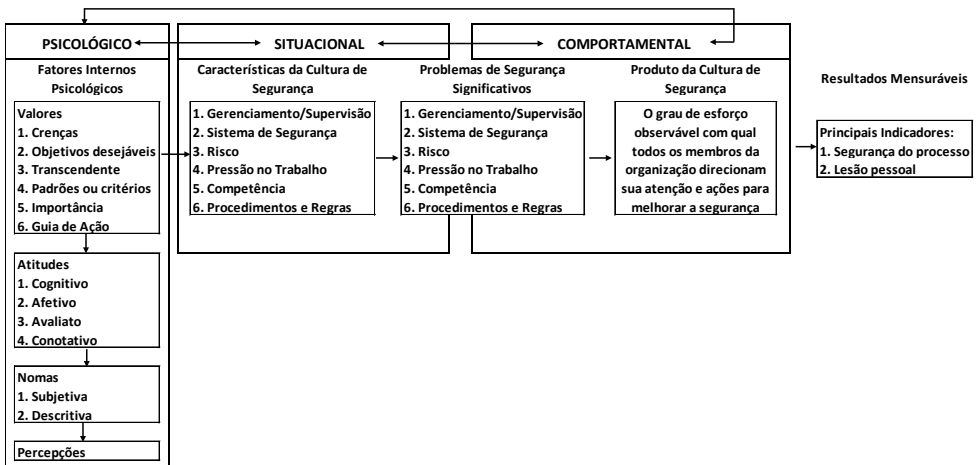 PSICOLÓGICO
SITUACIONAL
COMPORTAMENTAL
Fatores Internos
Psicológicos
Valores
1. Crenças
2. Objetivos desejáveis
3. Transcendente
4. Padrões ou critérios
5. Importância
6. Guia de Ação
Atitudes
1. Cognitivo
2. Afetivo
3. Avaliato
4. Conotativo
Nomas
1. Subjetiva
2. Descritiva
Percepções
Características da Cultura de
Segurança
1. Gerenciamento/Supervisão
2. Sistema de Segurança
3. Risco
4. Pressão no Trabalho
5. Competência
6. Procedimentos e Regras
Problemas de Segurança
Significativos
1. Gerenciamento/Supervisão
2. Sistema de Segurança
3. Risco
4. Pressão no Trabalho
5. Competência
6. Procedimentos e Regras
Produto da Cultura de
Segurança
O grau de esforço
observável com qual
todos os membros da
organização direcionam
sua atenção e ações para
melhorar a segurança
Resultados Mensuráveis
Principais Indicadores:
1. Segurança do processo
2. Lesão pessoal